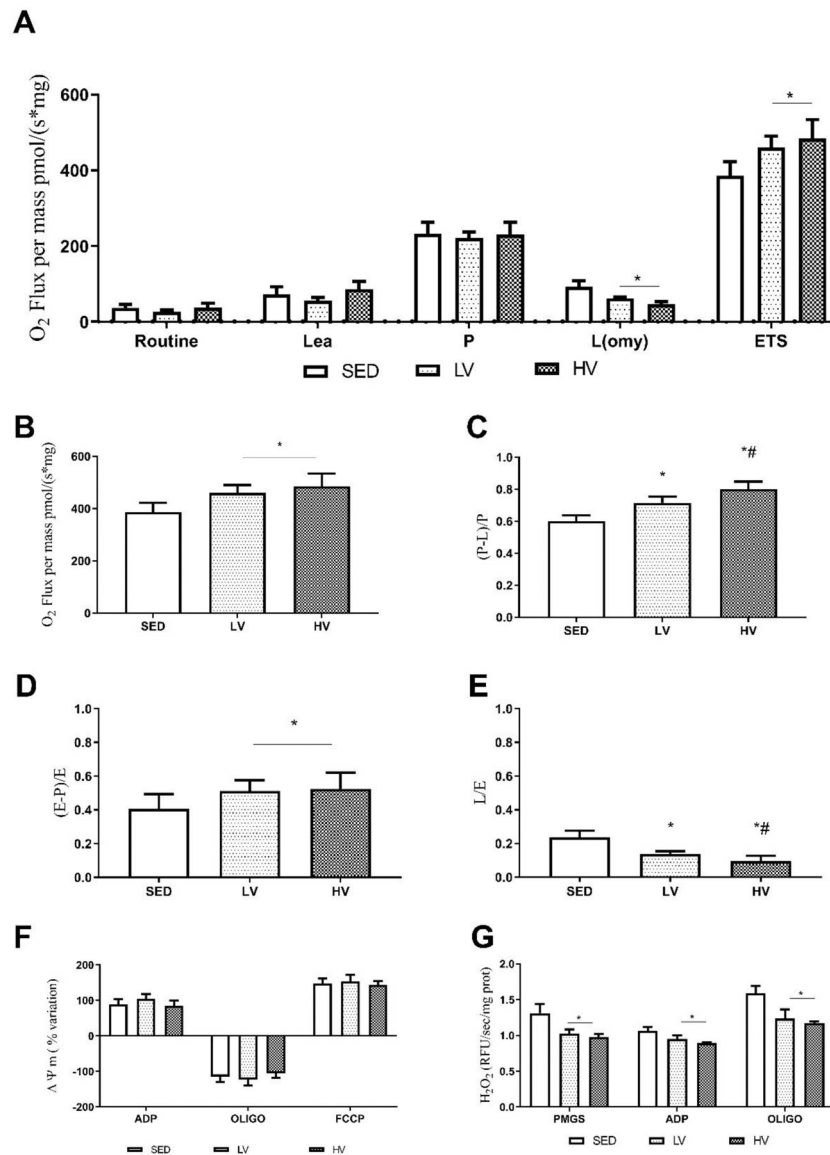 A
O2 Flux per mass pmol/(s*mg)
600
400
200
0
*
*
Routine Lea P L(omy) ETS
SED LV HV
B
O2 Flux per mass pmol/(s*mg)
600
400
200
0
*
SED LV HV
C
(P-L)/P
1.0
0.8
0.6
0.4
0.2
0.0
*
*#
SED LV HV
D
(E-P)/E
1.0
0.8
0.6
0.4
0.2
0.0
*
SED LV HV
E
L/E
1.0
0.8
0.6
0.4
0.2
0.0
*
*#
SED LV HV
F
Δ Ψ m ( % variation)
200
100
0
-100
-200
ADP OLIGO FCCP
SED LV HV
G
H2O2 (RFU/sec/mg prot)
2.0
1.5
1.0
0.5
0.0
*
*
*
PMGS ADP OLIGO
SED LV HV